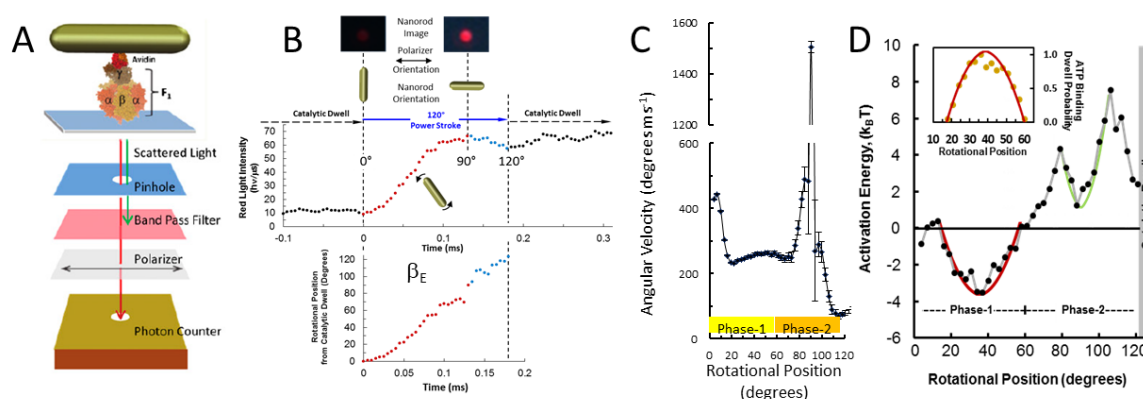 A
Avidin
γ
α β α
F1
Scattered Light
Pinhole
Band Pass Filter
Polarizer
Photon Counter
B
Nanorod
Image
Polarizer
Orientation
Nanorod
Orientation
Catalytic Dwell
120°
Power Stroke
Catalytic Dwell
Red Light Intensity
(hν/μs)
70
60
50
40
30
20
10
0
0°
90°
120°
-0.1 0 0.1 0.2 0.3
Time (ms)
Rotational Position
from Catalytic Dwell (Degrees)
120
100
80
60
40
20
0
βE
0 0.05 0.1 0.15 0.2
Time (ms)
C
Angular Velocity (degrees ms-1)
1600
1500
1400
1300
1200
600
400
200
0
Phase-1 Phase-2
0 20 40 60 80 100 120
Rotational Position
(degrees)
D
Activation Energy, (kBT)
10
8
6
4
2
0
-2
-4
-6
1.0
0.5
0.0
ATP Binding
Dwell Probability
10 20 30 40 50 60
Rotational Position
Phase-1 Phase-2
0 20 40 60 80 100 120
Rotational Position (degrees)